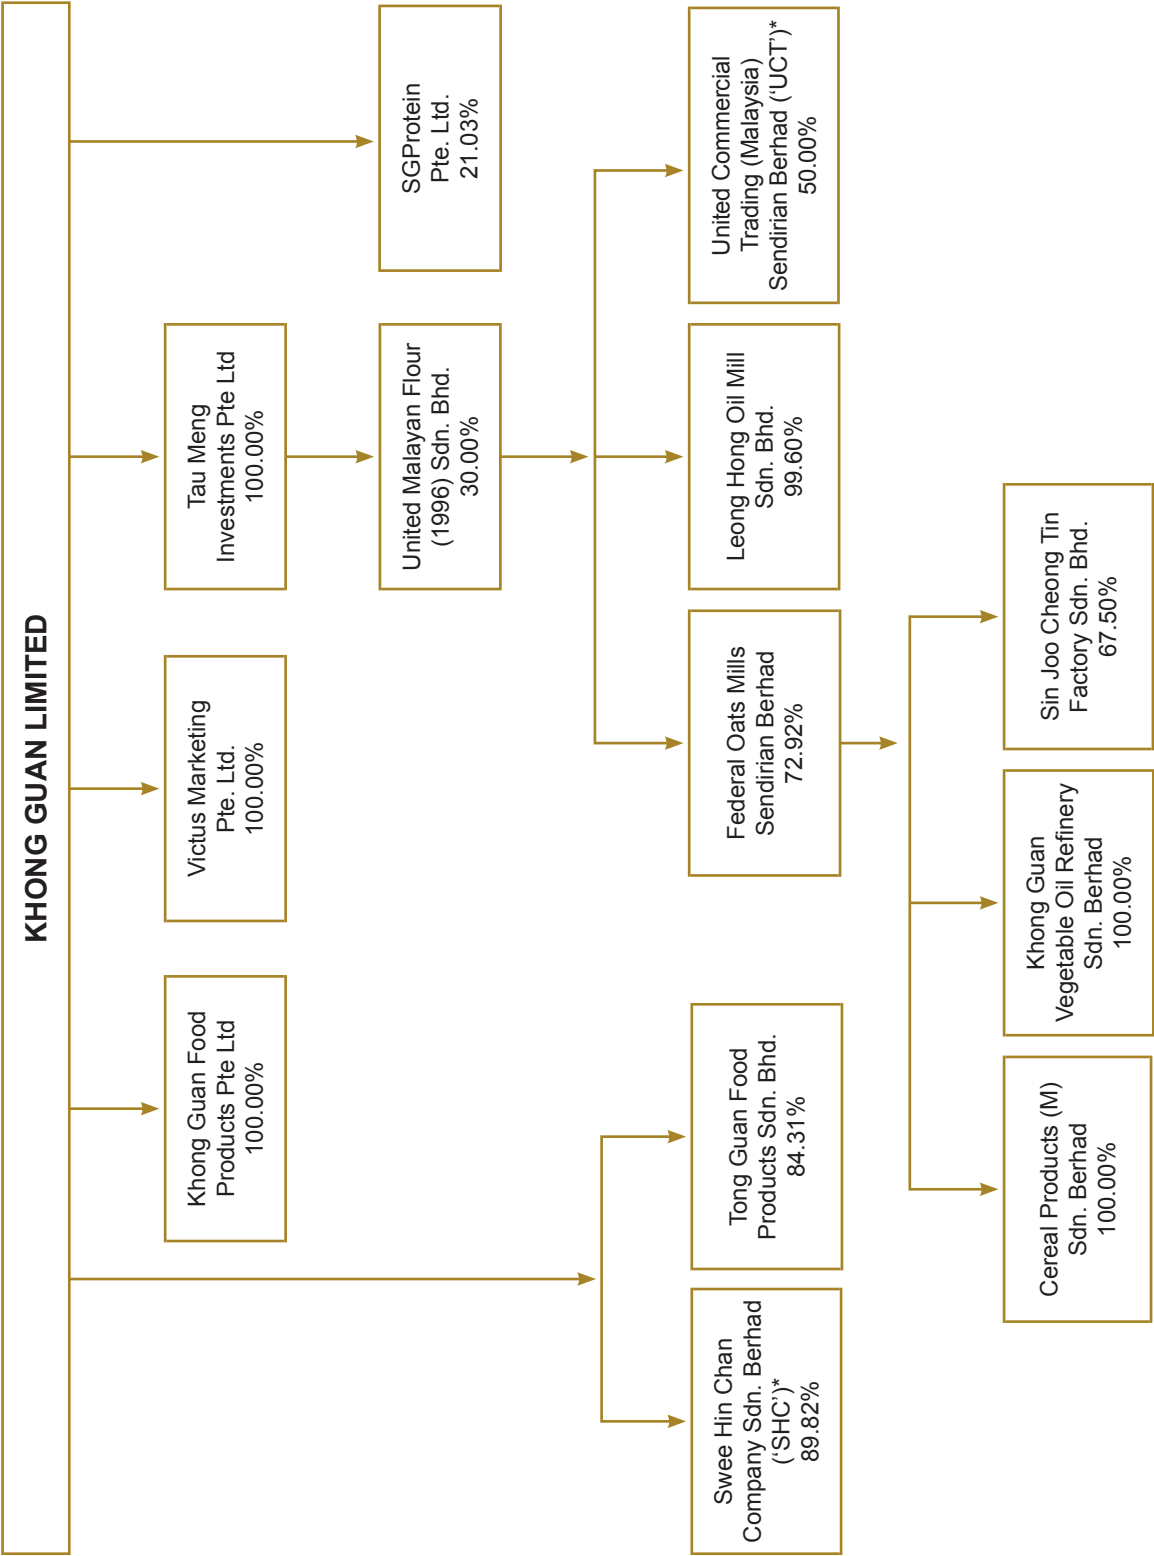 KHONG GUAN LIMITED
Khong Guan Food
Products Pte Ltd
100.00%
Victus Marketing
Pte. Ltd.
100.00%
Tau Meng
Investments Pte Ltd
100.00%
United Malayan Flour
(1996) Sdn. Bhd.
30.00%
SGProtein
Pte. Ltd.
21.03%
Swee Hin Chan
Company Sdn. Berhad
(‘SHC’)*
89.82%
Tong Guan Food
Products Sdn. Bhd.
84.31%
Federal Oats Mills
Sendirian Berhad
72.92%
Leong Hong Oil Mill
Sdn. Bhd.
99.60%
United Commercial
Trading (Malaysia)
Sendirian Berhad (‘UCT’)*
50.00%
Cereal Products (M)
Sdn. Berhad
100.00%
Khong Guan
Vegetable Oil Refinery
Sdn. Berhad
100.00%
Sin Joo Cheong Tin
Factory Sdn. Bhd.
67.50%